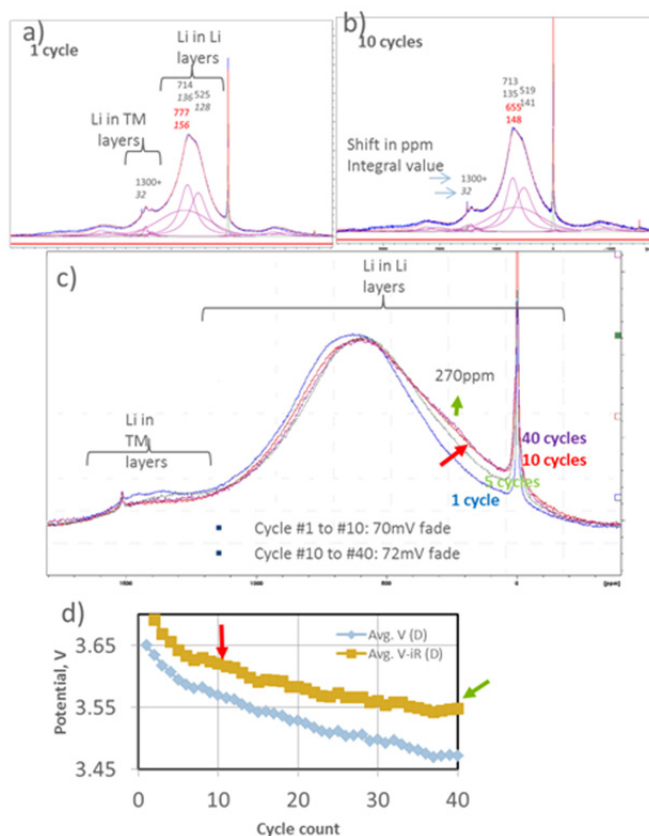 a)
1 cycle
Li in Li
layers
714
136
525
128
777
156
Li in TM
layers
1300+
32
b)
10 cycles
713
135
519
141
655
148
Shift in ppm
Integral value
1300+
32
c)
Li in Li
layers
270ppm
Li in
TM
layers
40 cycles
10 cycles
5 cycles
1 cycle
Cycle #1 to #10: 70mV fade
Cycle #10 to #40: 72mV fade
1500
1000
500
0
[ppm]
d)
Avg. V (D)
Avg. V-iR (D)
3.65
3.55
3.45
Potential, V
0
10
20
30
40
Cycle count